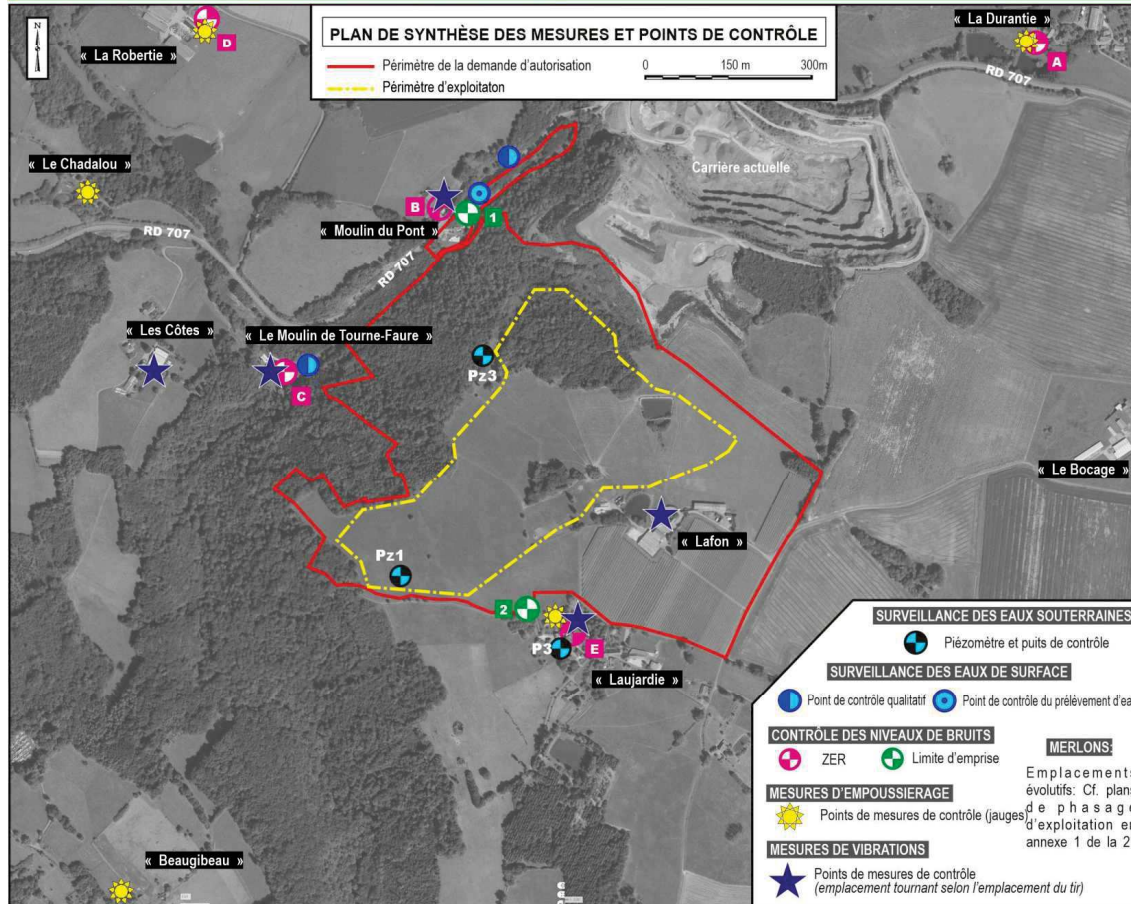 N
PLAN DE SYNTHÈSE DES MESURES ET POINTS DE CONTRÔLE
Périmètre de la demande d'autorisation
Périmètre d'exploitaton
0 150 m 300m
« La Robertie »
D
« La Durantie »
A
RD 707
« Le Chadalou »
Carrière actuelle
B
1
« Moulin du Pont »
RD 707
RD 707
« Les Côtes »
« Le Moulin de Tourne-Faure »
C
Pz3
« Le Bocage »
« Lafon »
Pz1
2
P3
E
« Laujardie »
« Beaugibeau »
SURVEILLANCE DES EAUX SOUTERRAINES
Piézomètre et puits de contrôle
SURVEILLANCE DES EAUX DE SURFACE
Point de contrôle qualitatif
Point de contrôle du prélèvement d'ea
CONTRÔLE DES NIVEAUX DE BRUITS
ZER
Limite d'emprise
MESURES D'EMPOUSSIERAGE
Points de mesures de contrôle (jauges)
MESURES DE VIBRATIONS
Points de mesures de contrôle
(emplacement tournant selon l'emplacement du tir)
MERLONS:
Emplacements
évolutifs: Cf. plans
de phasage
d'exploitation en
annexe 1 de la 2